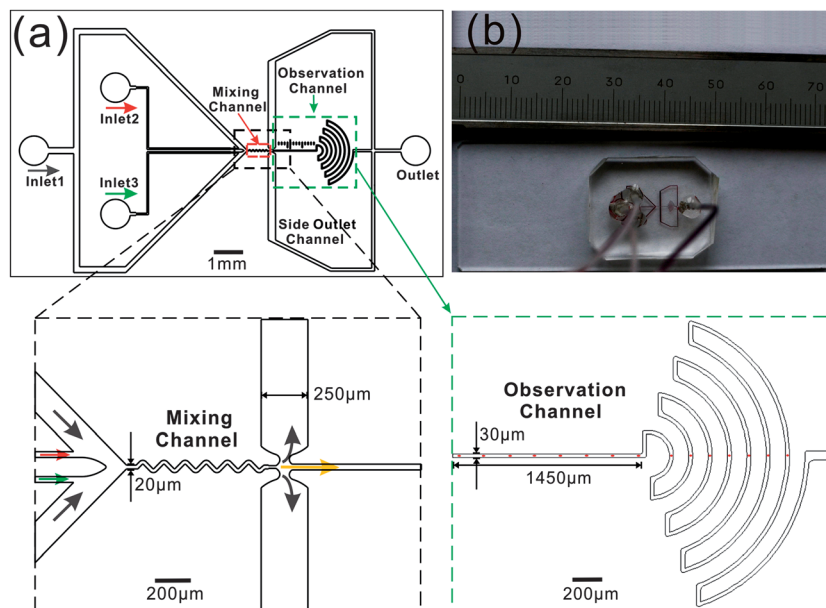 (a)
Observation
Channel
Mixing
Channel
Inlet2
Inlet1
Inlet3
Outlet
Side Outlet
Channel
1mm
(b)
0 10 20 30 40 50 60 70
250µm
Mixing
Channel
20µm
200µm
Observation
Channel
30µm
1450µm
200µm